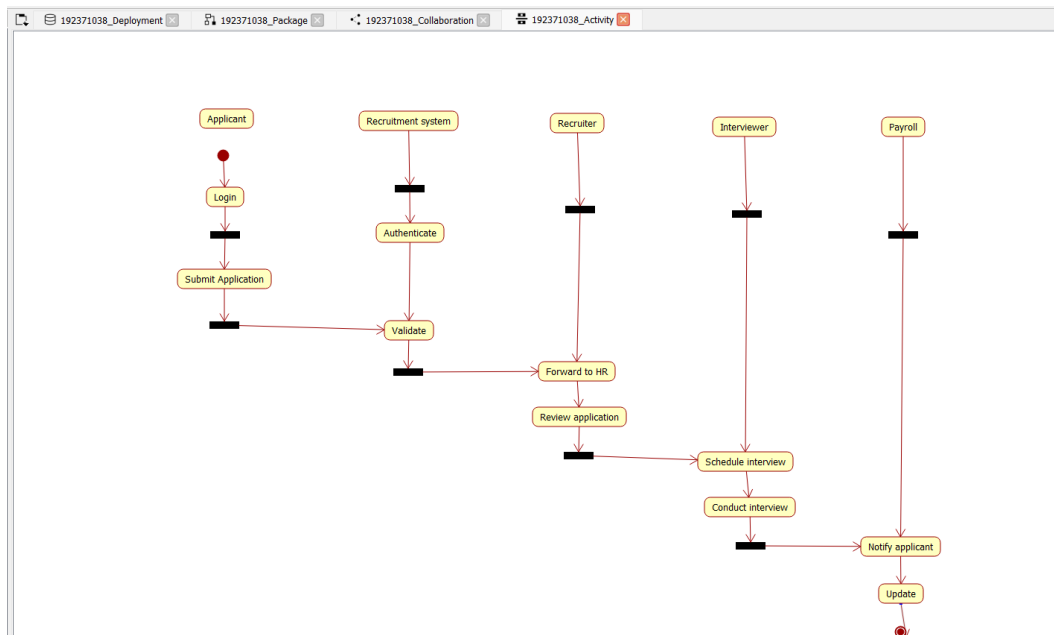 192371038_Deployment
192371038_Package
192371038_Collaboration
192371038_Activity
Applicant
Recruitment system
Recruiter
Interviewer
Payroll
Login
Authenticate
Submit Application
Validate
Forward to HR
Review application
Schedule interview
Conduct interview
Notify applicant
Update